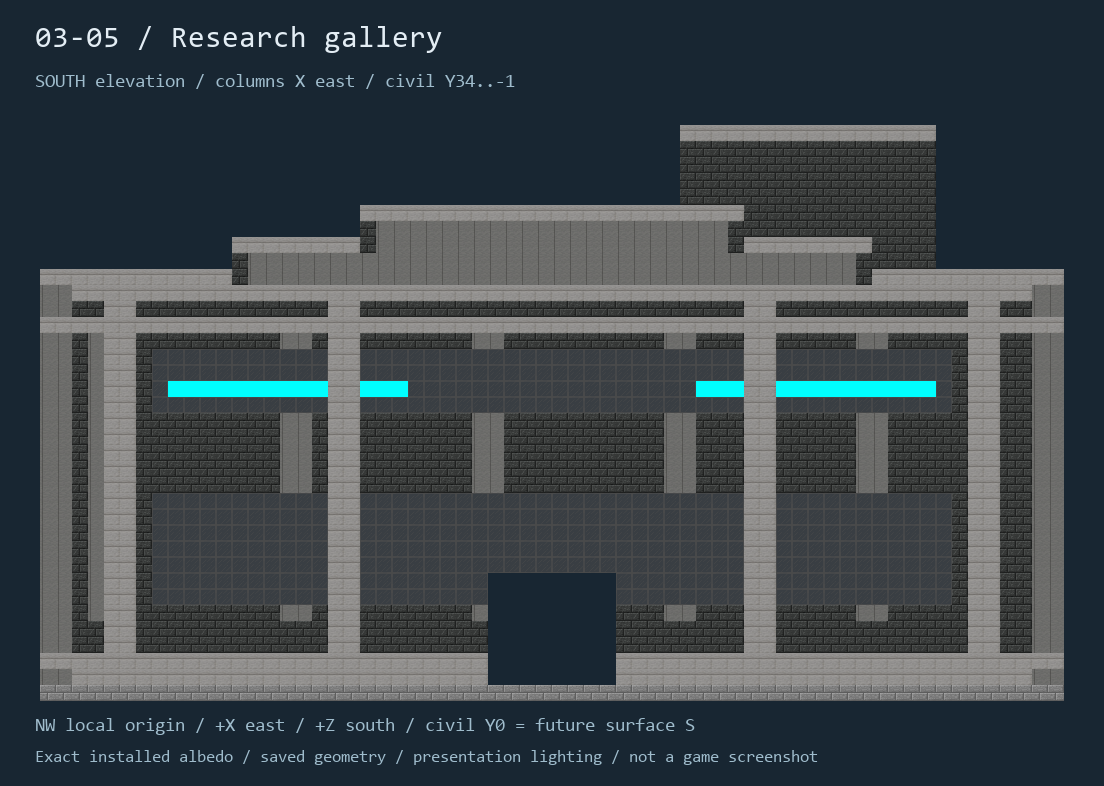 03-05 / Research gallery
SOUTH elevation / columns X east / civil Y34..-1
NW local origin / +X east / +Z south / civil Y0 = future surface S
Exact installed albedo / saved geometry / presentation lighting / not a game screenshot